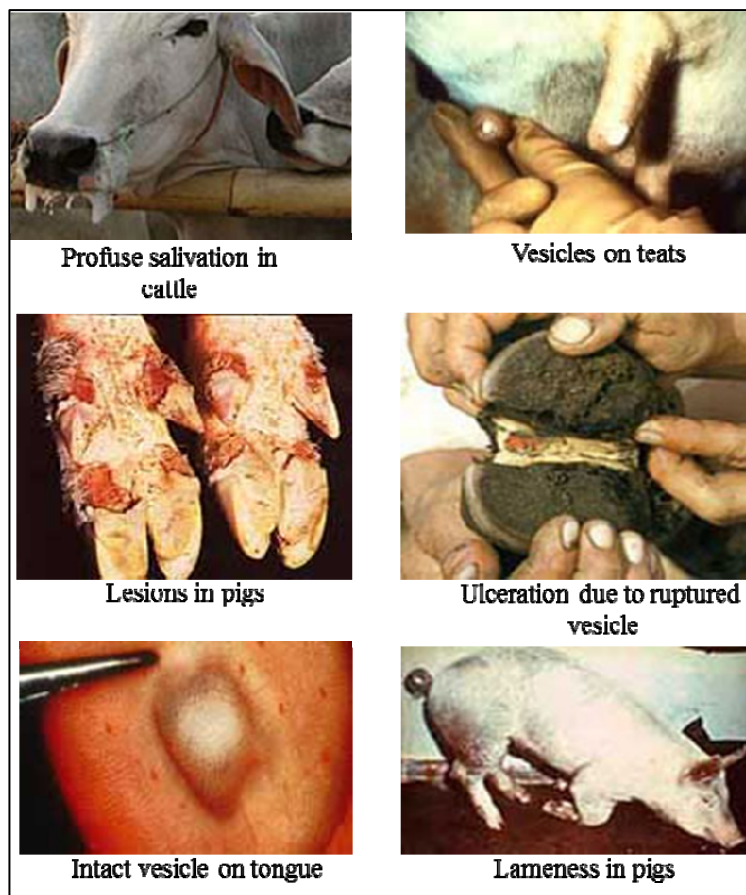 Profuse salivation in
cattle
Vesicles on teats
Lesions in pigs
Ulceration due to ruptured
vesicle
Intact vesicle on tongue
Lameness in pigs